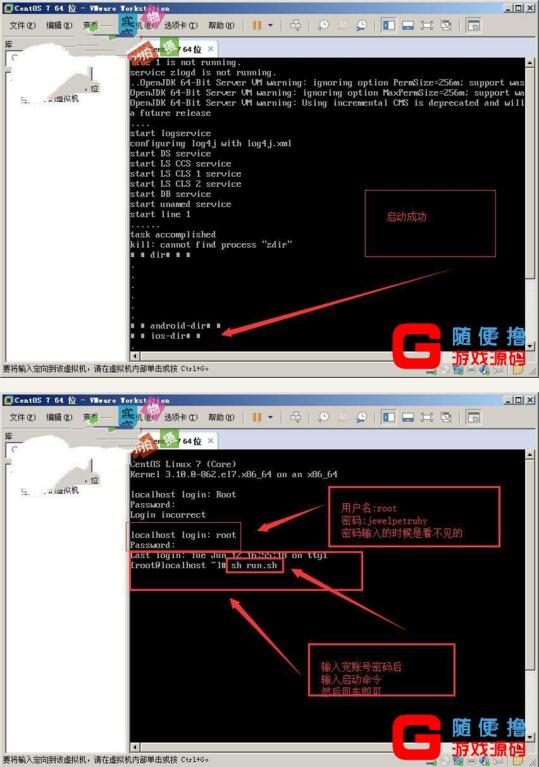 CentOS 7 64 位 - VMware Workstation
文件(F) 编辑(E) 查看 选项卡(T) 帮助(H)
库
7 64 位
位
的虚拟机
line 1 is not running.
service zlogd is not running.
..OpenJDK 64-Bit Server VM warning: ignoring option PermSize=256m; support was
OpenJDK 64-Bit Server VM warning: ignoring option MaxPermSize=256m; support wa
OpenJDK 64-Bit Server VM warning: Using incremental CMS is deprecated and will
a future release
....
start logservice
configuring log4j with log4j.xml
start DS service
start LS CCS service
start LS CLS 1 service
start LS CLS 2 service
start DB service
start unamed service
start line 1
......
task accomplished
kill: cannot find process "zdir"
dir
android-dir
ios-dir
启动成功
G 随便撸
游戏源码
要将输入定向到该虚拟机，请在虚拟机内部单击或按 Ctrl+G。
CentOS 7 64 位 - VMware Workstation
文件(F) 编辑(E) 查看 选项卡(T) 帮助(H)
库
7 64 位
位
的虚拟机
CentOS Linux 7 (Core)
Kernel 3.10.0-862.el7.x86_64 on an x86_64
localhost login: Root
Password:
Login incorrect
localhost login: root
Password:
Last login: Tue Jun 12 16:55:18 on tty1
[root@localhost ~]# sh run.sh
用户名:root
密码:jewelpetruby
密码输入的时候是看不见的
输入完账号密码后
输入启动命令
然后回车即可
G 随便撸
游戏源码
要将输入定向到该虚拟机，请在虚拟机内部单击或按 Ctrl+G。